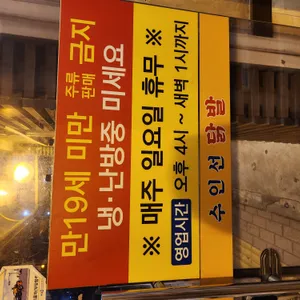 만19세 미만 주류 판매 금지
냉·난방중 미세요
※ 매주 일요일 휴무 ※
영업시간 오후 4시 ~ 새벽 1시까지
수인선 닭발